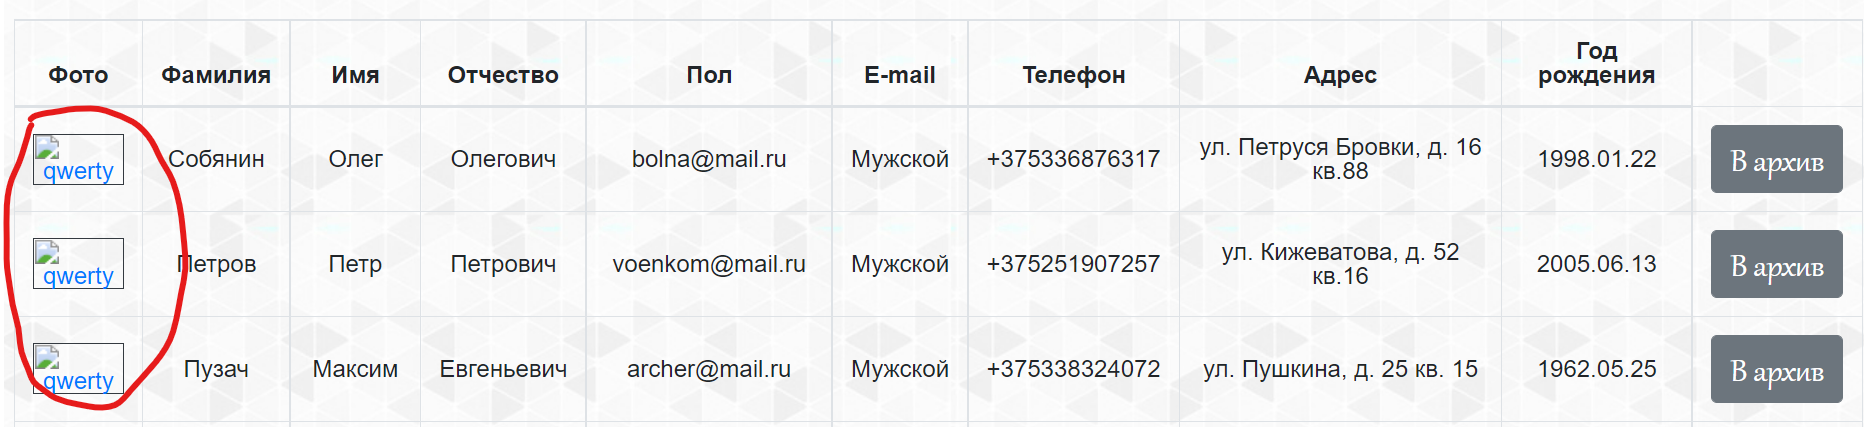 Фото Фамилия Имя Отчество Пол E-mail Телефон Адрес Год рождения
qwerty Собянин Олег Олегович bolna@mail.ru Мужской +375336876317 ул. Петруся Бровки, д. 16 кв.88 1998.01.22 В архив
qwerty Петров Петр Петрович voenkom@mail.ru Мужской +375251907257 ул. Кижеватова, д. 52 кв.16 2005.06.13 В архив
qwerty Пузач Максим Евгеньевич archer@mail.ru Мужской +375338324072 ул. Пушкина, д. 25 кв. 15 1962.05.25 В архив